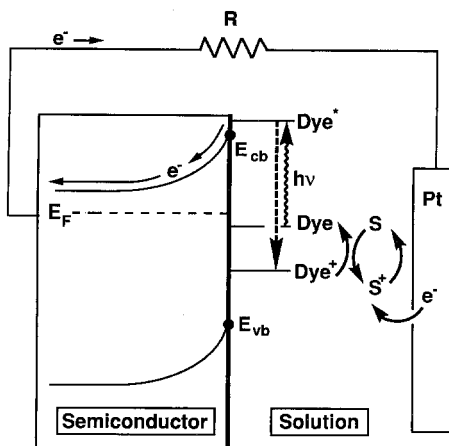 R
e⁻ →
Dye*
E_cb
e⁻
hν
E_F
Dye
S
Pt
Dye⁺
S⁺
e⁻
E_vb
Semiconductor
Solution